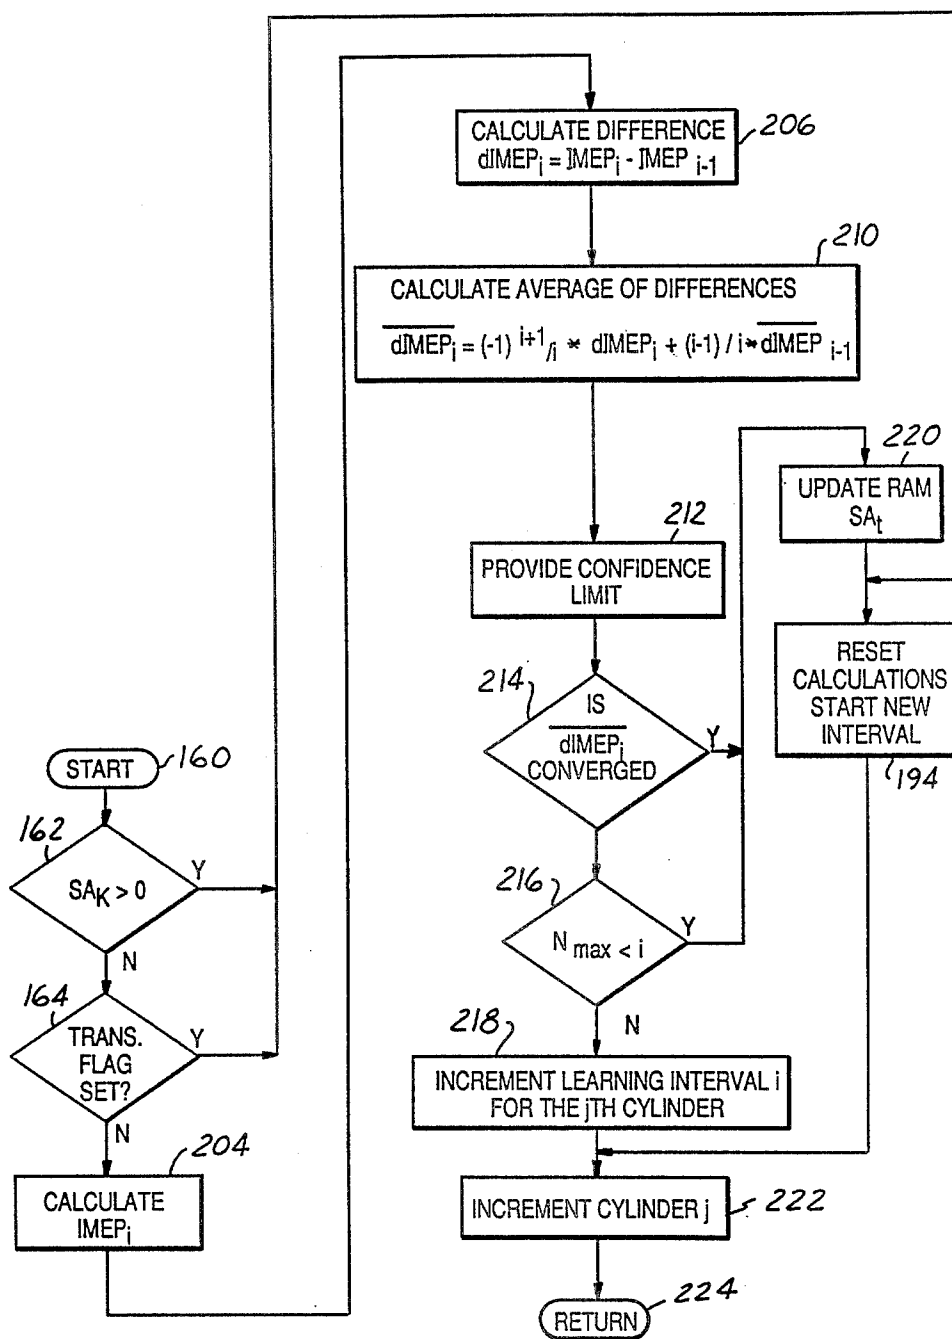 START
160
162
SAK > 0
Y
N
164
TRANS.
FLAG
SET?
Y
N
204
CALCULATE
IMEPi
CALCULATE DIFFERENCE
dIMEPi = IMEPi - IMEP i-1
206
210
CALCULATE AVERAGE OF DIFFERENCES
dIMEPi = (-1) i+1/i * dIMEPi + (i-1) / i * dIMEP i-1
212
PROVIDE CONFIDENCE
LIMIT
214
IS
dIMEPi
CONVERGED
Y
216
N max < i
Y
N
218
INCREMENT LEARNING INTERVAL i
FOR THE jTH CYLINDER
220
UPDATE RAM
SAt
RESET
CALCULATIONS
START NEW
INTERVAL
194
INCREMENT CYLINDER j
222
RETURN
224